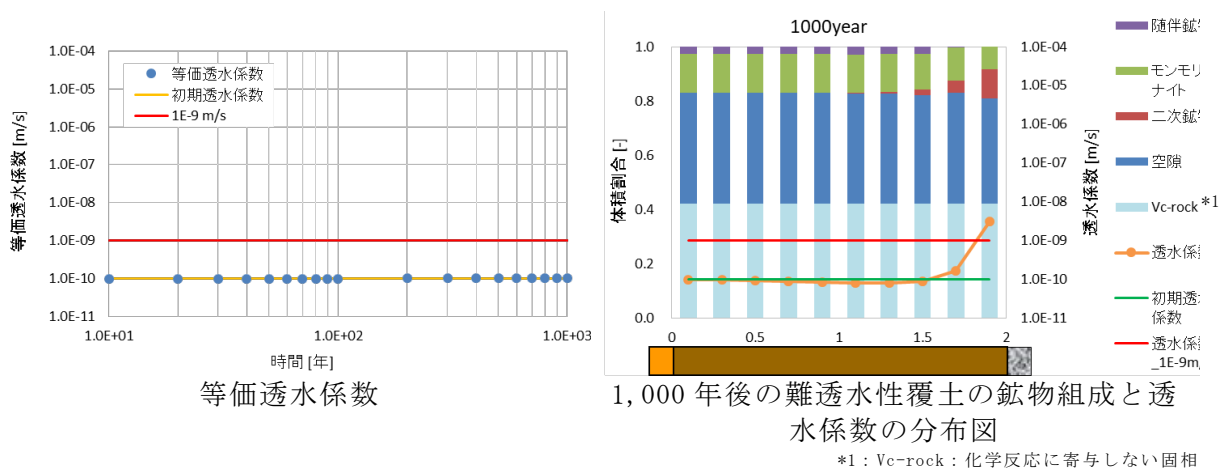 1.0E-04
1.0E-05
1.0E-06
1.0E-07
1.0E-08
1.0E-09
1.0E-10
1.0E-11
等価透水係数 [m/s]
等価透水係数
初期透水係数
1E-9 m/s
1.0E+01
1.0E+02
1.0E+03
時間 [年]
等価透水係数
1000year
1.0
0.8
0.6
0.4
0.2
0.0
体積割合 [-]
0
0.5
1
1.5
2
1.0E-04
1.0E-05
1.0E-06
1.0E-07
1.0E-08
1.0E-09
1.0E-10
1.0E-11
透水係数 [m/s]
随伴鉱
モンモリ
ナイト
二次鉱
空隙
Vc-rock *1
透水係
初期透
係数
透水係
_1E-9m
1,000 年後の難透水性覆土の鉱物組成と透
水係数の分布図
*1：Vc-rock：化学反応に寄与しない固相